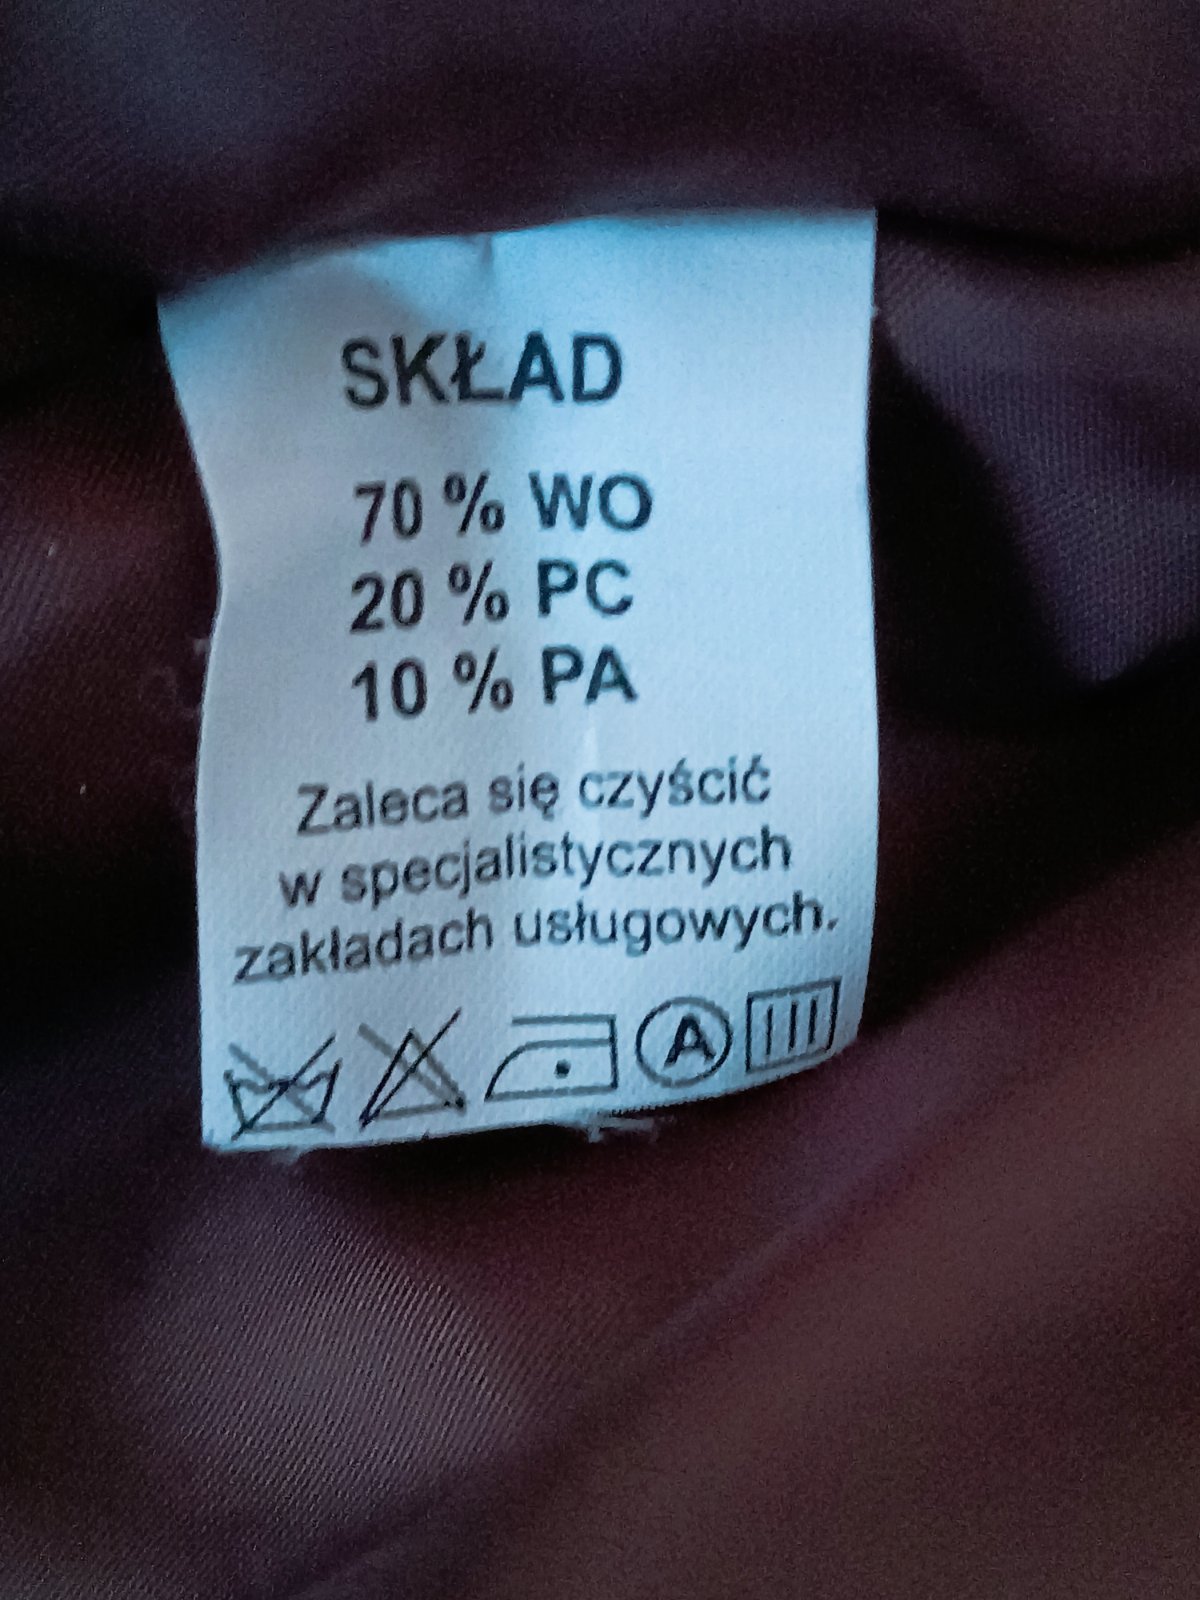 SKŁAD
70 % WO
20 % PC
10 % PA
Zaleca się czyścić
w specjalistycznych
zakładach usługowych.
A